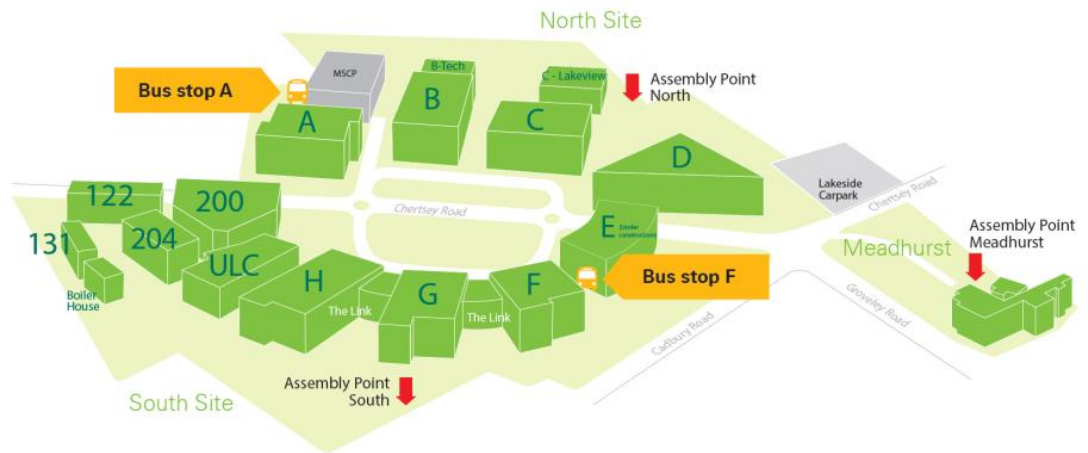 North Site
Bus stop A
MSCP
B-Tech
C - Lakeview
Assembly Point
North
A
B
C
D
Lakeside
Carpark
Chertsey Road
122
200
Chertsey Road
E
(Under
construction)
Assembly Point
Meadhurst
Meadhurst
131
204
ULC
H
G
F
Bus stop F
Boiler
House
The Link
The Link
Cadbury Road
Groveley Road
Assembly Point
South
South Site